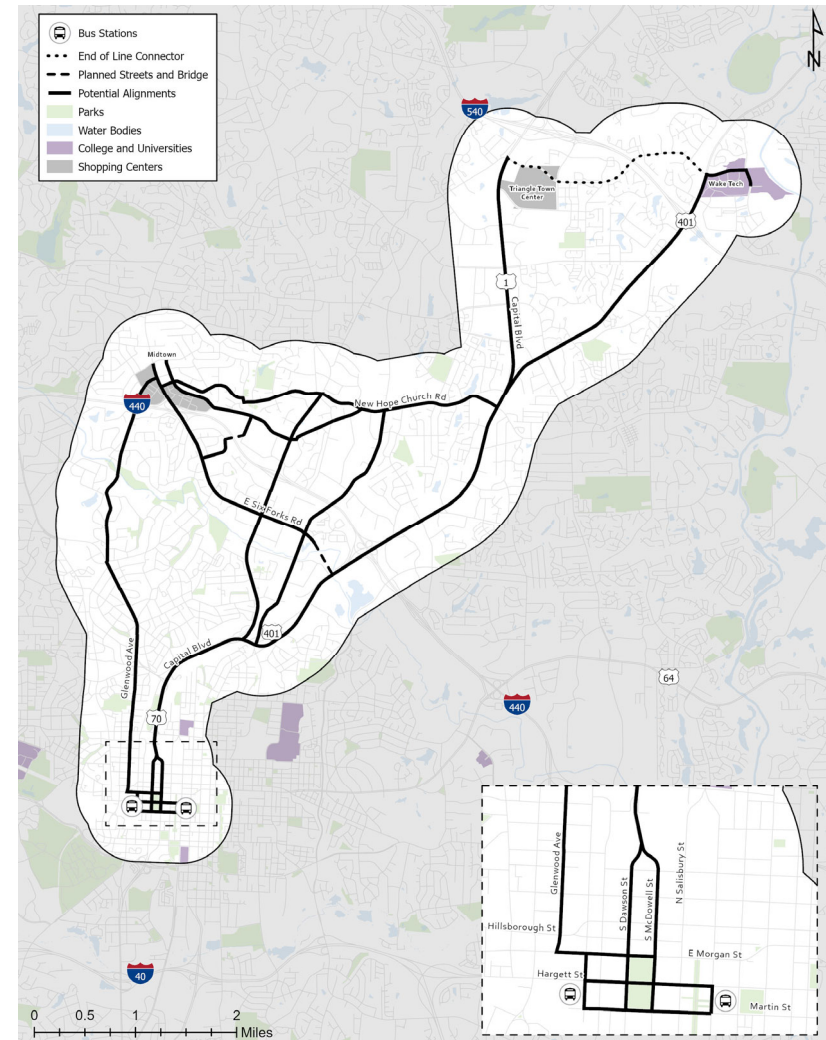 Bus Stations
End of Line Connector
Planned Streets and Bridge
Potential Alignments
Parks
Water Bodies
College and Universities
Shopping Centers
N
540
Triangle Town
Center
Wake Tech
401
1
Capital Blvd
Midtown
440
New Hope Church Rd
E Six Forks Rd
401
Capital Blvd
Glenwood Ave
64
440
70
Glenwood Ave
S Dawson St
S McDowell St
N Salisbury St
Hillsborough St
E Morgan St
Hargett St
Martin St
40
0 0.5 1 2
Miles